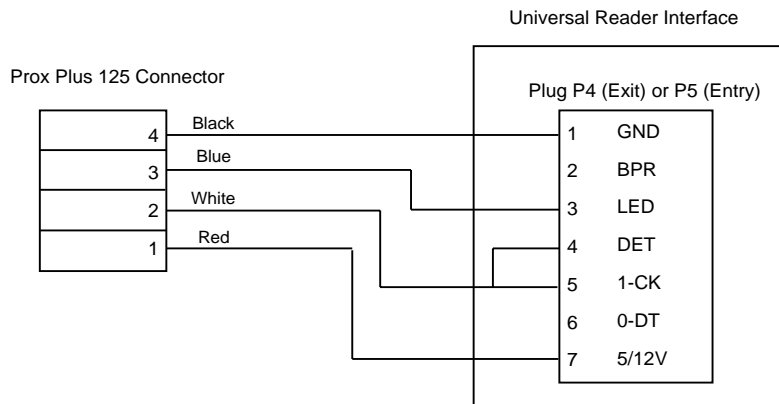 Universal Reader Interface
Prox Plus 125 Connector
Plug P4 (Exit) or P5 (Entry)
4 Black 1 GND
3 Blue 2 BPR
2 White 3 LED
1 Red 4 DET
5 1-CK
6 0-DT
7 5/12V